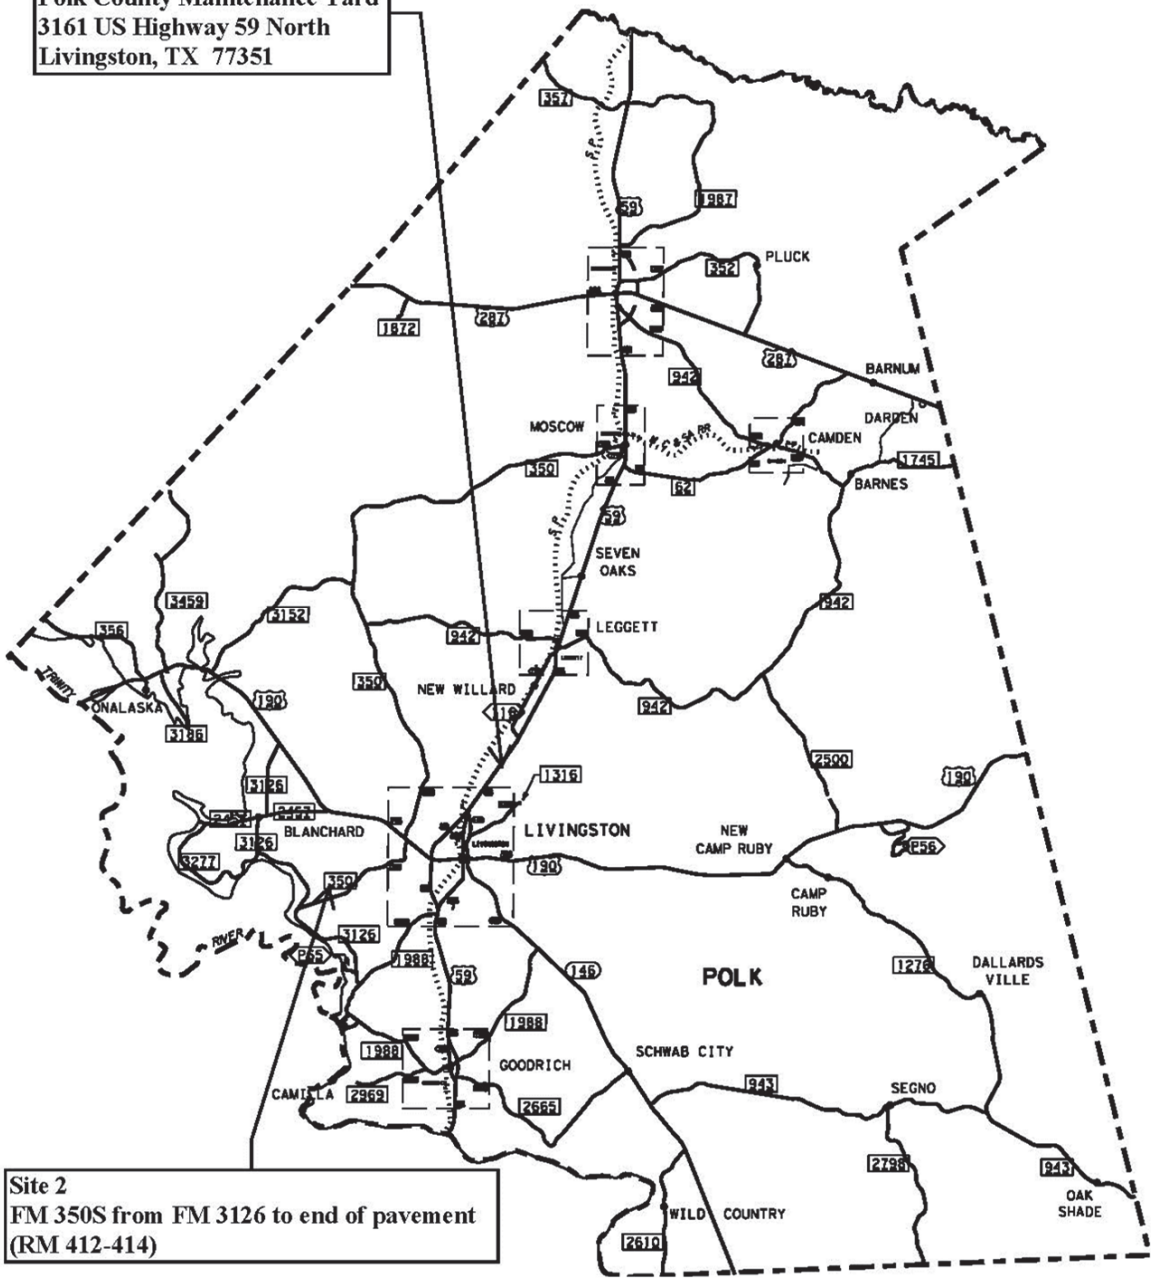 Polk County Maintenance Yard
3161 US Highway 59 North
Livingston, TX 77351
357
S.P.
59
1987
352
PLUCK
1872
287
287
942
BARNUM
DARDEN
MOSCOW
CAMDEN
1745
350
62
BARNES
S.P.
59
SEVEN
OAKS
3459
3152
942
356
942
LEGGETT
TRINITY
350
NEW WILLARD
190
942
ONALASKA
3186
2500
1316
190
3126
2457
BLANCHARD
LIVINGSTON
LIVINGSTON
NEW
CAMP RUBY
3126
P56
3277
190
350
CAMP
RUBY
RIVER
3126
P65
1988
59
146
POLK
1276
DALLARDS
VILLE
1988
1988
GOODRICH
SCHWAB CITY
943
SEGNO
CAMILLA
2969
2665
2798
943
Site 2
FM 350S from FM 3126 to end of pavement
(RM 412-414)
OAK
SHADE
WILD COUNTRY
2610